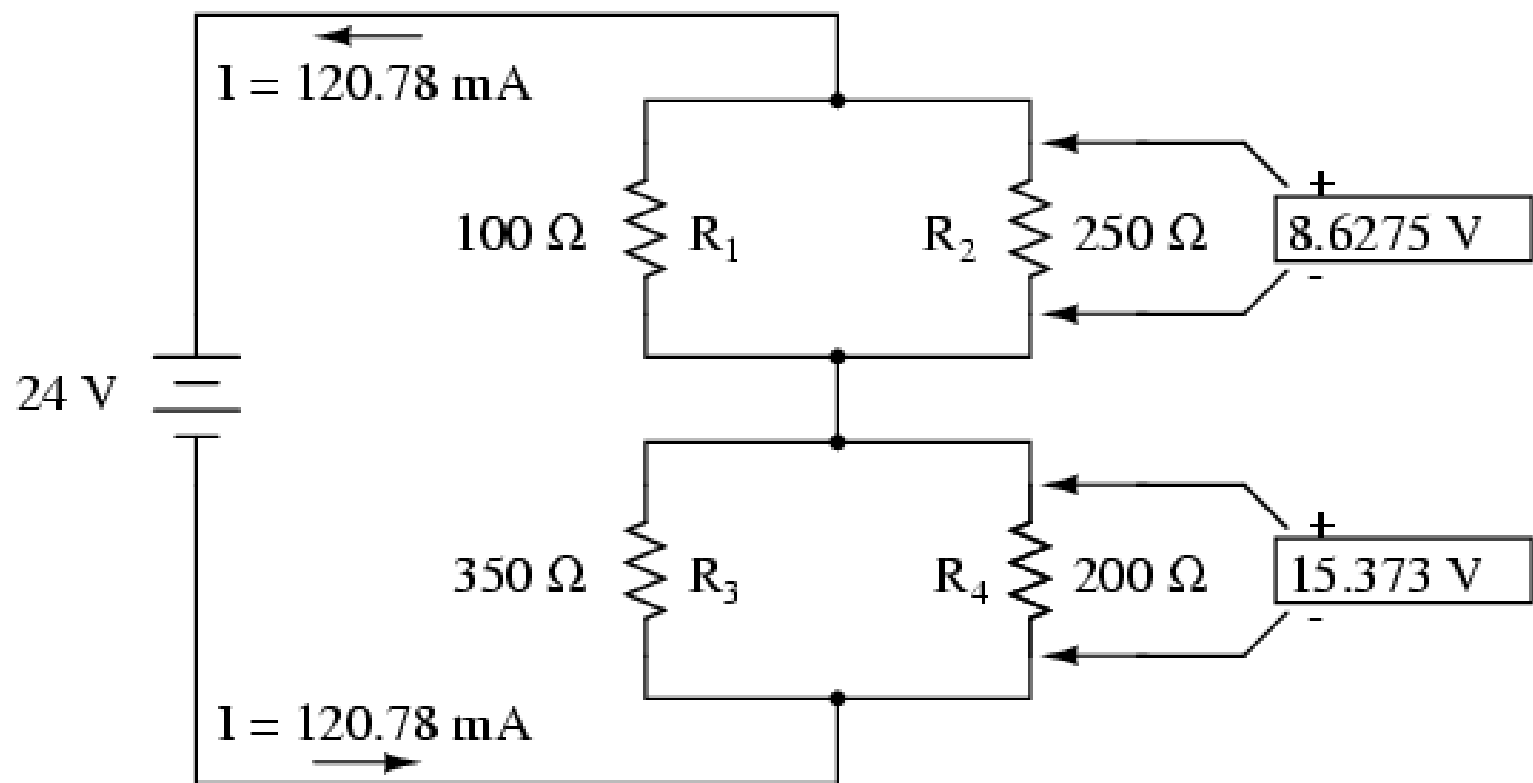 I = 120.78 mA
100 Ω R1 R2 250 Ω + 8.6275 V -
24 V
350 Ω R3 R4 200 Ω + 15.373 V -
I = 120.78 mA